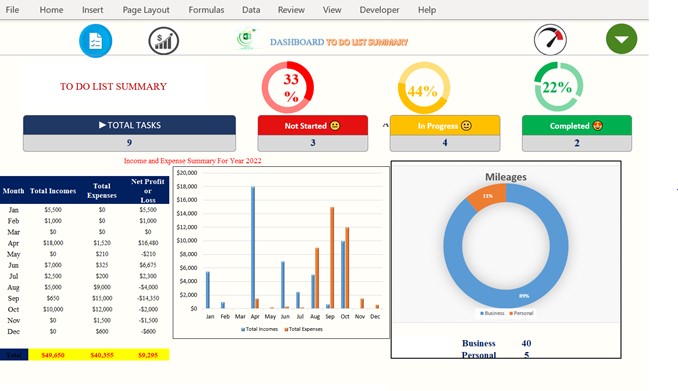 File Home Insert Page Layout Formulas Data Review View Developer Help
DASHBOARD TO DO LIST SUMMARY
TO DO LIST SUMMARY
33
%
44%
22%
►TOTAL TASKS
9
Not Started
3
In Progress
4
Completed
2
Income and Expense Summary For Year 2022
Month Total Incomes Total Expenses Net Profit or Loss
Jan $5,500 $0 $5,500
Feb $1,000 $0 $1,000
Mar $0 $0 $0
Apr $18,000 $1,520 $16,480
May $0 $210 -$210
Jun $7,000 $325 $6,675
Jul $2,500 $200 $2,300
Aug $5,000 $9,000 -$4,000
Sep $650 $15,000 -$14,350
Oct $10,000 $12,000 -$2,000
Nov $0 $1,500 -$1,500
Dec $0 $600 -$600
Total $49,650 $40,355 $9,295
$20,000
$18,000
$16,000
$14,000
$12,000
$10,000
$8,000
$6,000
$4,000
$2,000
$0
Jan Feb Mar Apr May Jun Jul Aug Sep Oct Nov Dec
Total Incomes Total Expenses
Mileages
11%
89%
Business Personal
Business 40
Personal 5